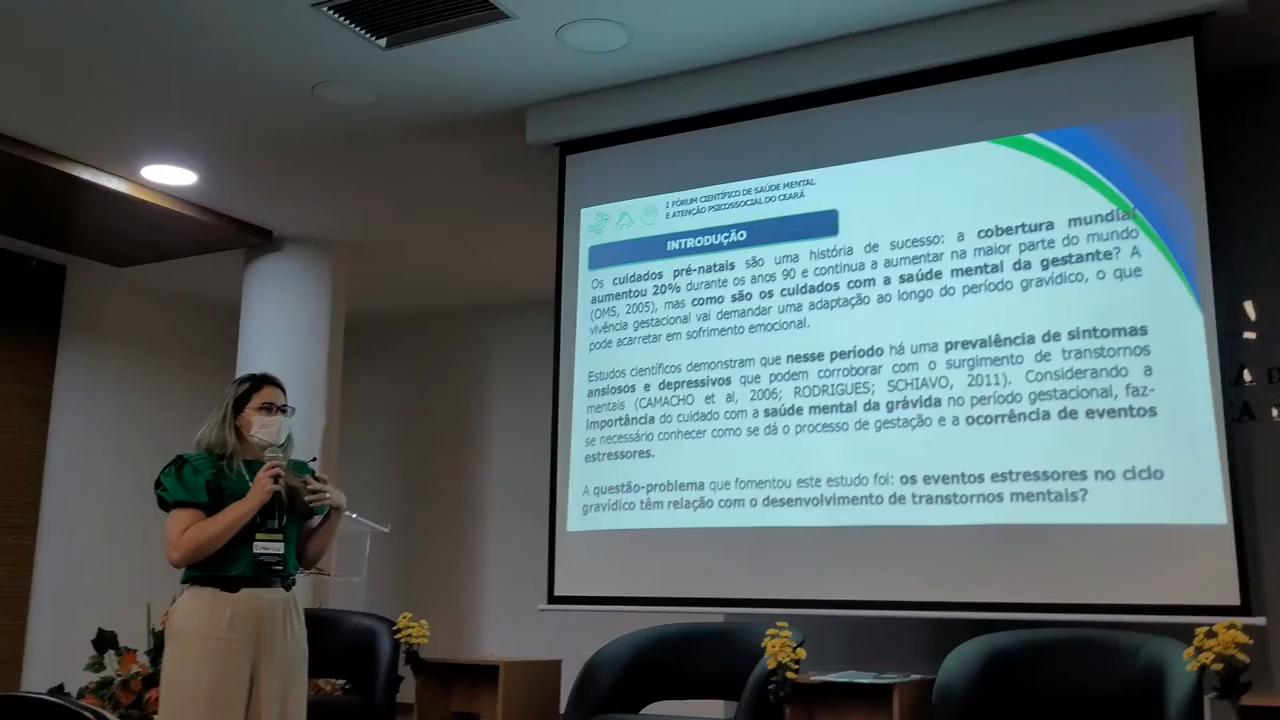 I FÓRUM CIENTÍFICO DE SAÚDE MENTAL
E ATENÇÃO PSICOSSOCIAL DO CEARÁ
INTRODUÇÃO
Os cuidados pré-natais são uma história de sucesso: a cobertura mundial
aumentou 20% durante os anos 90 e continua a aumentar na maior parte do mundo
(OMS, 2005), mas como são os cuidados com a saúde mental da gestante? A
vivência gestacional vai demandar uma adaptação ao longo do período gravídico, o que
pode acarretar em sofrimento emocional.
Estudos científicos demonstram que nesse período há uma prevalência de sintomas
ansiosos e depressivos que podem corroborar com o surgimento de transtornos
mentais (CAMACHO et al, 2006; RODRIGUES; SCHIAVO, 2011). Considerando a
importância do cuidado com a saúde mental da grávida no período gestacional, faz-
se necessário conhecer como se dá o processo de gestação e a ocorrência de eventos
estressores.
A questão-problema que fomentou este estudo foi: os eventos estressores no ciclo
gravídico têm relação com o desenvolvimento de transtornos mentais?